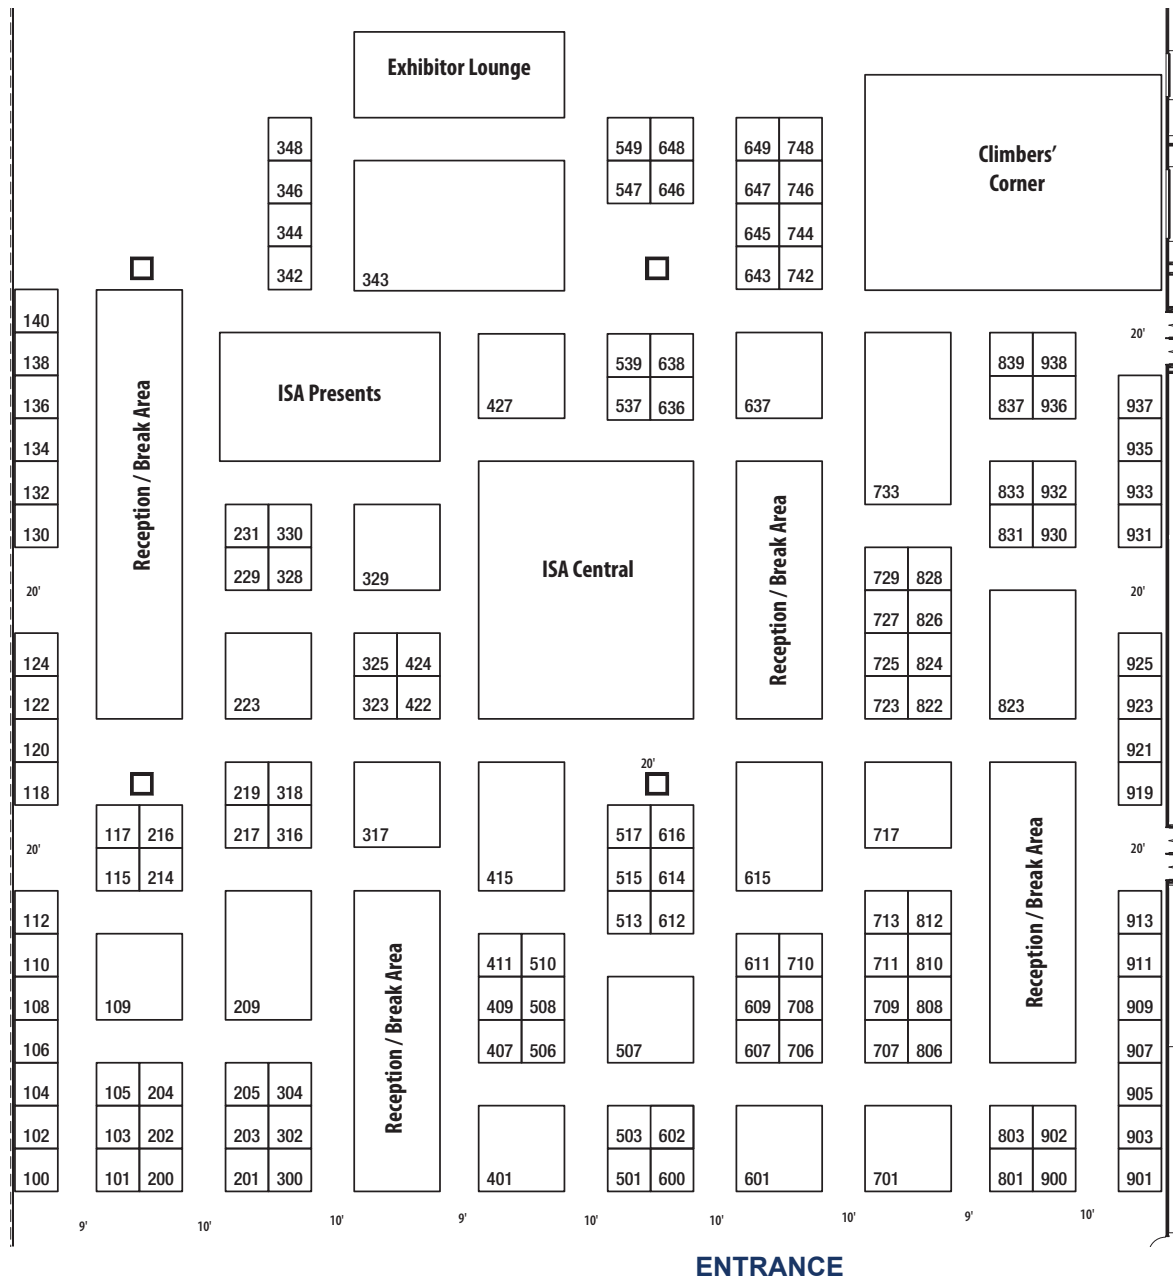 Exhibitor Lounge
348 549 648 649 748
Climbers'
Corner
346 547 646 647 746
344 645 744
342 343 643 742
140
20'
138 539 638 839 938
ISA Presents
136 427 537 636 637 837 936 937
134 935
Reception / Break Area
132 733 833 932 933
130 231 330 831 930 931
ISA Central
Reception / Break Area
229 328 329 729 828
20' 20'
727 826
124 325 424 725 824 925
122 223 323 422 723 822 823 923
120 921
20'
118 219 318 919
117 216 217 316 317 517 616 717
20' 20'
115 214 415 515 614 615
Reception / Break Area
112 513 612 713 812 913
110 411 510 611 710 711 810 911
108 109 209 409 508 609 708 709 808 909
Reception / Break Area
106 407 506 507 607 706 707 806 907
104 105 204 205 304 905
102 103 202 203 302 503 602 803 902 903
100 101 200 201 300 401 501 600 601 701 801 900 901
9' 10' 10' 9' 10' 10' 10' 9' 10'
ENTRANCE